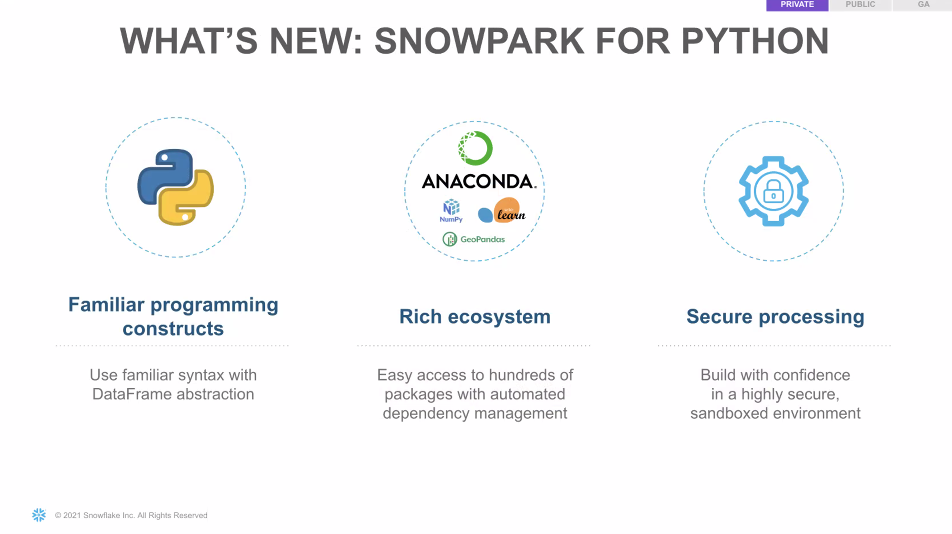 PRIVATE PUBLIC GA
WHAT’S NEW: SNOWPARK FOR PYTHON
ANACONDA.
NumPy learn
GeoPandas
Familiar programming
constructs
Use familiar syntax with
DataFrame abstraction
Rich ecosystem
Easy access to hundreds of
packages with automated
dependency management
Secure processing
Build with confidence
in a highly secure,
sandboxed environment
© 2021 Snowflake Inc. All Rights Reserved